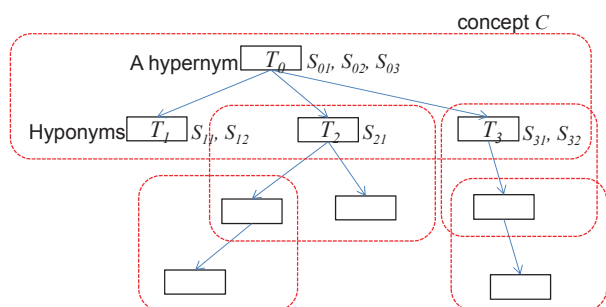 concept C
A hypernym T₀ S₀₁, S₀₂, S₀₃
Hyponyms T₁ S₁₁, S₁₂ T₂ S₂₁ T₃ S₃₁, S₃₂